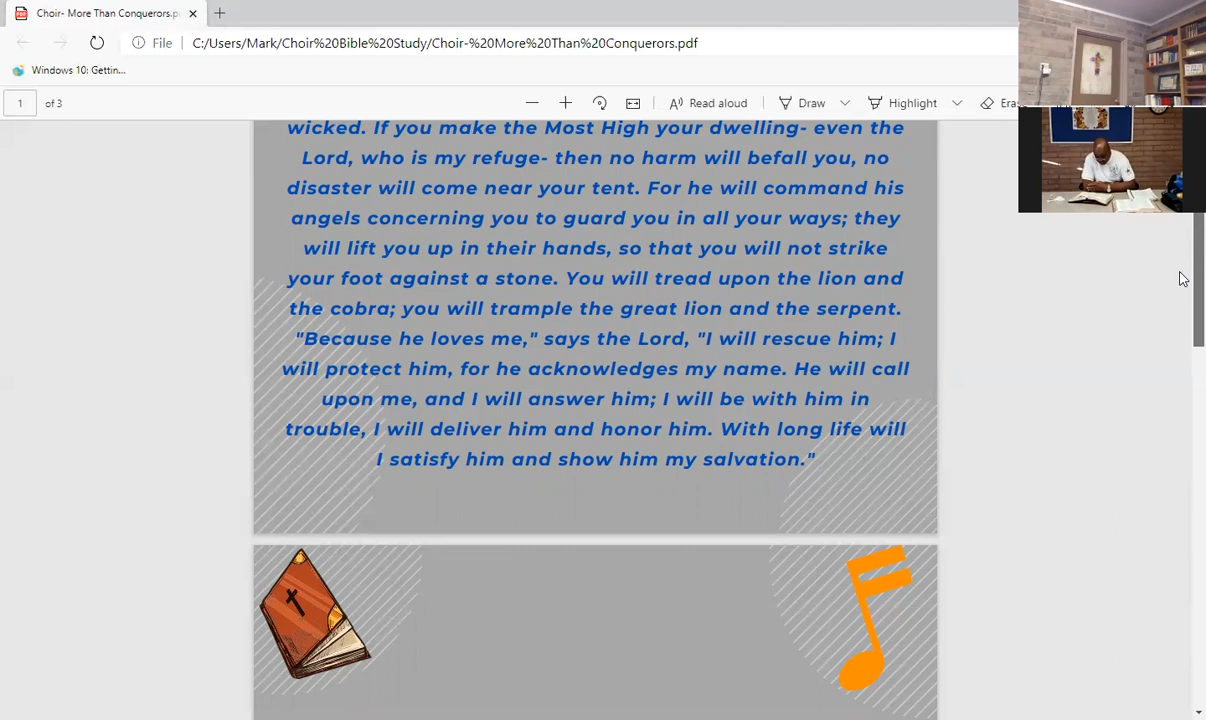 Choir- More Than Conquerors.p
File C:/Users/Mark/Choir%20Bible%20Study/Choir-%20More%20Than%20Conquerors.pdf
Windows 10: Gettin...
1 of 3 Read aloud Draw Highlight Eras
wicked. If you make the Most High your dwelling- even the
Lord, who is my refuge- then no harm will befall you, no
disaster will come near your tent. For he will command his
angels concerning you to guard you in all your ways; they
will lift you up in their hands, so that you will not strike
your foot against a stone. You will tread upon the lion and
the cobra; you will trample the great lion and the serpent.
"Because he loves me," says the Lord, "I will rescue him; I
will protect him, for he acknowledges my name. He will call
upon me, and I will answer him; I will be with him in
trouble, I will deliver him and honor him. With long life will
I satisfy him and show him my salvation."